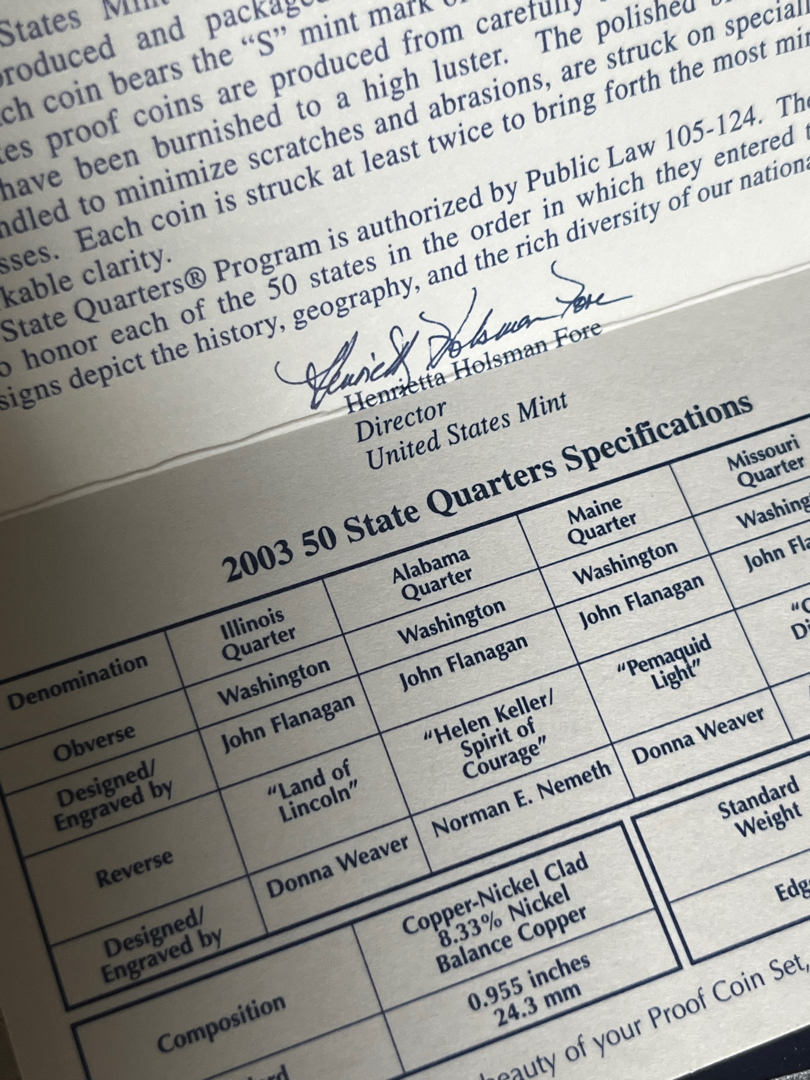 States Mint
produced and package
ch coin bears the “S” mint mark
tes proof coins are produced from carefully
have been burnished to a high luster. The polished
ndled to minimize scratches and abrasions, are struck on speciall
sses. Each coin is struck at least twice to bring forth the most min
kable clarity.
State Quarters® Program is authorized by Public Law 105-124. The
o honor each of the 50 states in the order in which they entered t
signs depict the history, geography, and the rich diversity of our nationa
Henrietta Holsman Fore
Henrietta Holsman Fore
Director
United States Mint
2003 50 State Quarters Specifications
Denomination
Illinois
Quarter
Alabama
Quarter
Maine
Quarter
Missouri
Quarter
Obverse
Washington
Washington
Washington
Washing
Designed/
Engraved by
John Flanagan
John Flanagan
John Flanagan
John Fla
Reverse
“Land of
Lincoln”
“Helen Keller/
Spirit of
Courage”
“Pemaquid
Light”
“C
Di
Designed/
Engraved by
Donna Weaver
Norman E. Nemeth
Donna Weaver
Composition
Copper-Nickel Clad
8.33% Nickel
Balance Copper
Standard
Weight
0.955 inches
24.3 mm
Edg
beauty of your Proof Coin Set,